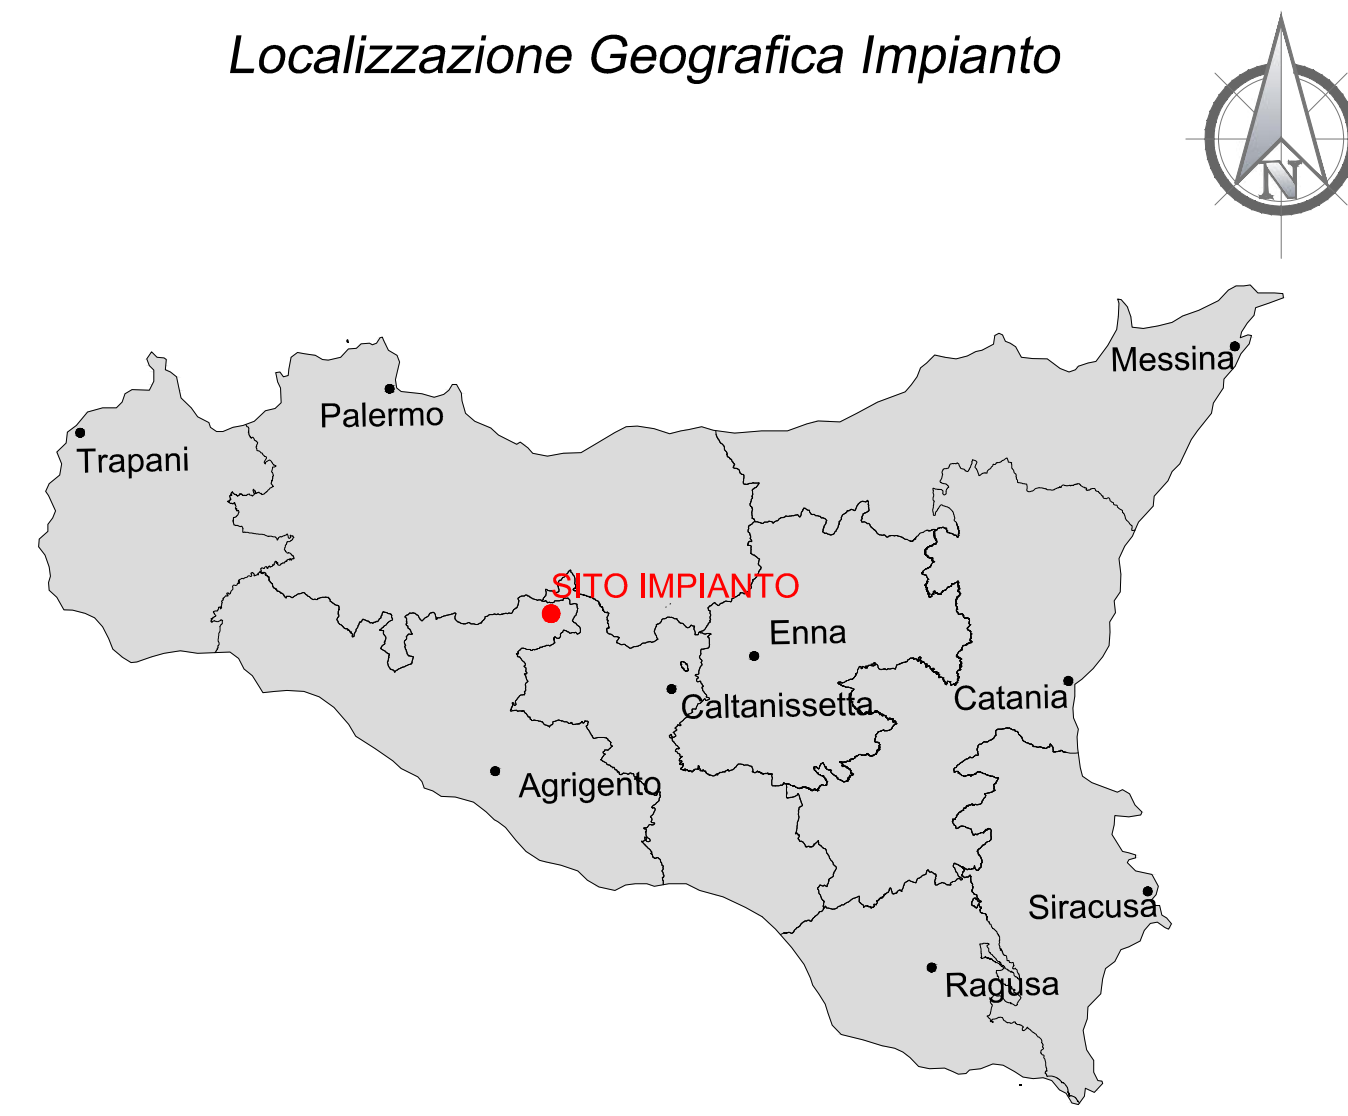 Localizzazione Geografica Impianto
N
Messina
Palermo
Trapani
SITO IMPIANTO
Enna
Catania
Caltanissetta
Agrigento
Siracusa
Ragusa